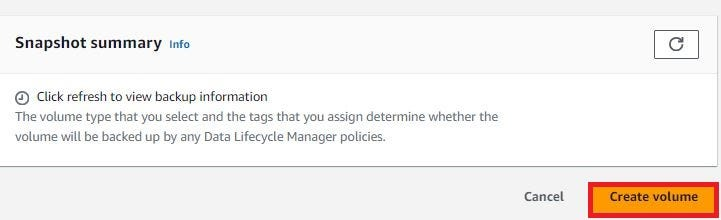 Snapshot summary Info
Click refresh to view backup information
The volume type that you select and the tags that you assign determine whether the
volume will be backed up by any Data Lifecycle Manager policies.
Cancel Create volume